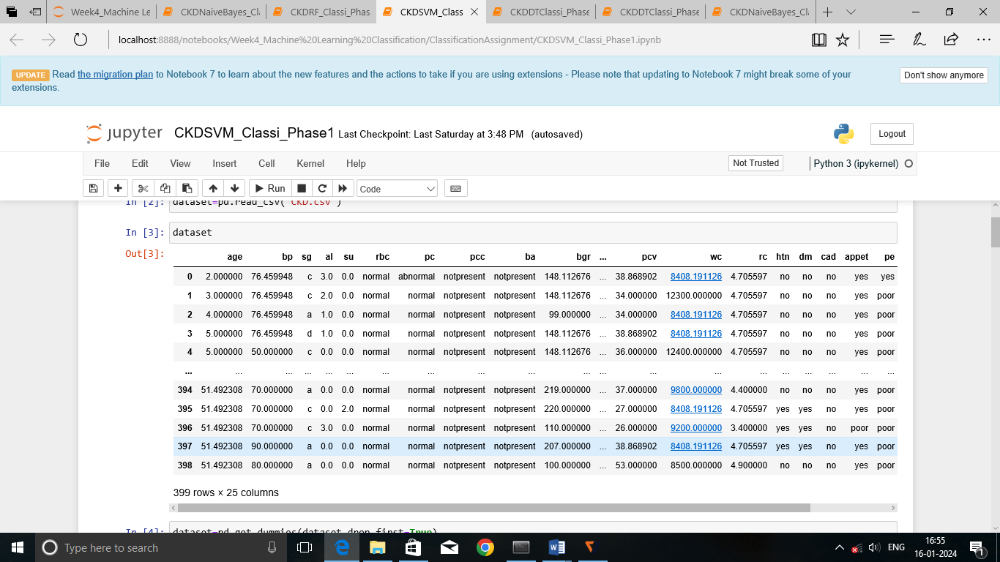 Week4_Machine Le CKDNaiveBayes_Cl CKDRF_Classi_Phas CKDSVM_Class CKDDTClassi_Phase CKDDTClassi_Phase CKDNaiveBayes_Cl
localhost:8888/notebooks/Week4_Machine%20Learning%20Classification/ClassificationAssignment/CKDSVM_Classi_Phase1.ipynb
UPDATE Read the migration plan to Notebook 7 to learn about the new features and the actions to take if you are using extensions - Please note that updating to Notebook 7 might break some of your
extensions.
Don't show anymore
jupyter CKDSVM_Classi_Phase1 Last Checkpoint: Last Saturday at 3:48 PM (autosaved)
Logout
File Edit View Insert Cell Kernel Help Not Trusted Python 3 (ipykernel)
Run Code
In [2]: dataset=pd.read_csv("CKD.csv")
In [3]: dataset
Out[3]:
age bp sg al su rbc pc pcc ba bgr ... pcv wc rc htn dm cad appet pe
0 2.000000 76.459948 c 3.0 0.0 normal abnormal notpresent notpresent 148.112676 ... 38.868902 8408.191126 4.705597 no no no yes yes
1 3.000000 76.459948 c 2.0 0.0 normal normal notpresent notpresent 148.112676 ... 34.000000 12300.000000 4.705597 no no no yes poor
2 4.000000 76.459948 a 1.0 0.0 normal normal notpresent notpresent 99.000000 ... 34.000000 8408.191126 4.705597 no no no yes poor
3 5.000000 76.459948 d 1.0 0.0 normal normal notpresent notpresent 148.112676 ... 38.868902 8408.191126 4.705597 no no no yes poor
4 5.000000 50.000000 c 0.0 0.0 normal normal notpresent notpresent 148.112676 ... 36.000000 12400.000000 4.705597 no no no yes poor
... ... ... ... ... ... ... ... ... ... ... ... ... ... ... ... ... ... ...
394 51.492308 70.000000 a 0.0 0.0 normal normal notpresent notpresent 219.000000 ... 37.000000 9800.000000 4.400000 no no no yes poor
395 51.492308 70.000000 c 0.0 2.0 normal normal notpresent notpresent 220.000000 ... 27.000000 8408.191126 4.705597 yes yes no yes poor
396 51.492308 70.000000 c 3.0 0.0 normal normal notpresent notpresent 110.000000 ... 26.000000 9200.000000 3.400000 yes yes no poor poor
397 51.492308 90.000000 a 0.0 0.0 normal normal notpresent notpresent 207.000000 ... 38.868902 8408.191126 4.705597 yes yes no yes poor
398 51.492308 80.000000 a 0.0 0.0 normal normal notpresent notpresent 100.000000 ... 53.000000 8500.000000 4.900000 no no no yes poor
399 rows × 25 columns
In [4]: dataset=pd.get_dummies(dataset,drop_first=True)
Type here to search
ENG
16:55
16-01-2024
1